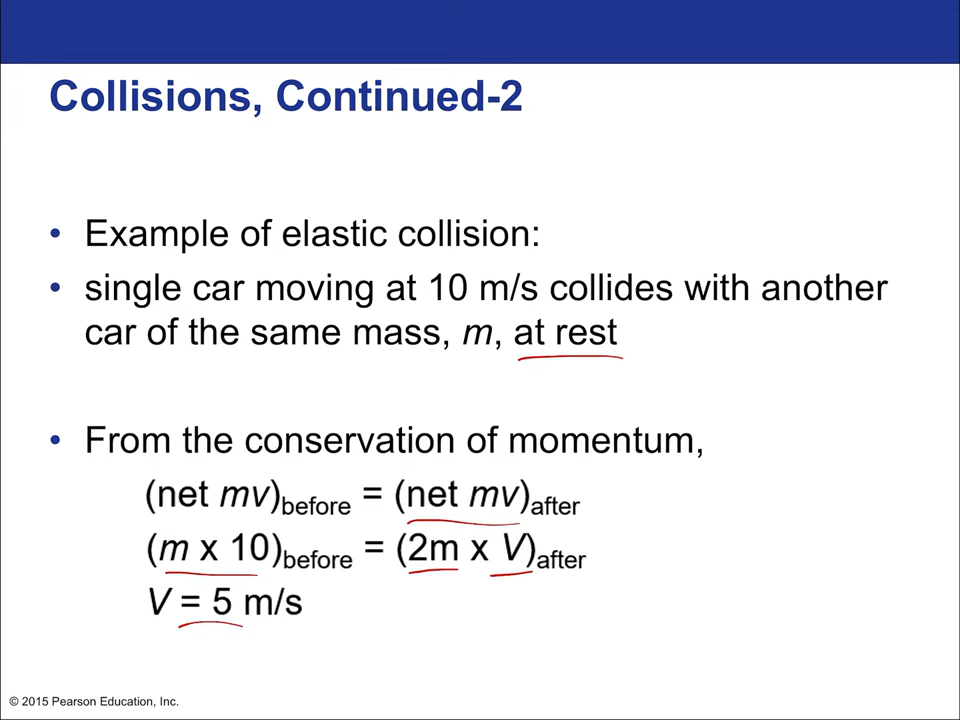 Collisions, Continued-2
• Example of elastic collision:
• single car moving at 10 m/s collides with another
car of the same mass, m, at rest
• From the conservation of momentum,
(net mv)before = (net mv)after
(m x 10)before = (2m x V)after
V = 5 m/s
© 2015 Pearson Education, Inc.